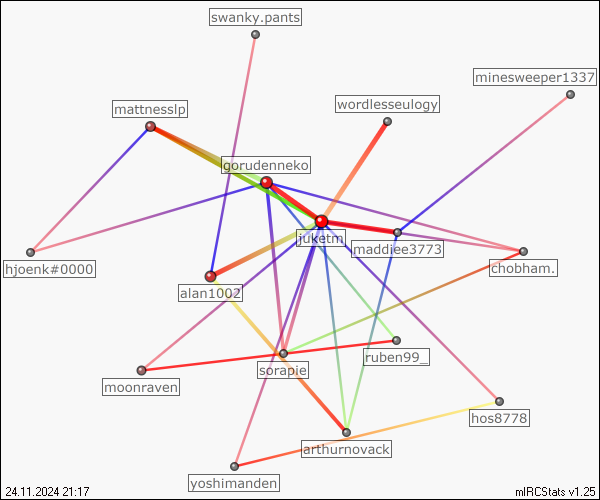 swanky.pants
minesweeper1337
wordlesseulogy
mattnesslp
gorudenneko
juketm
maddiee3773
hjoenk#0000
chobham.
alan1002
ruben99_
sorapie
moonraven
hos8778
arthurnovack
yoshimanden
24.11.2024 21:17
mIRCStats v1.25